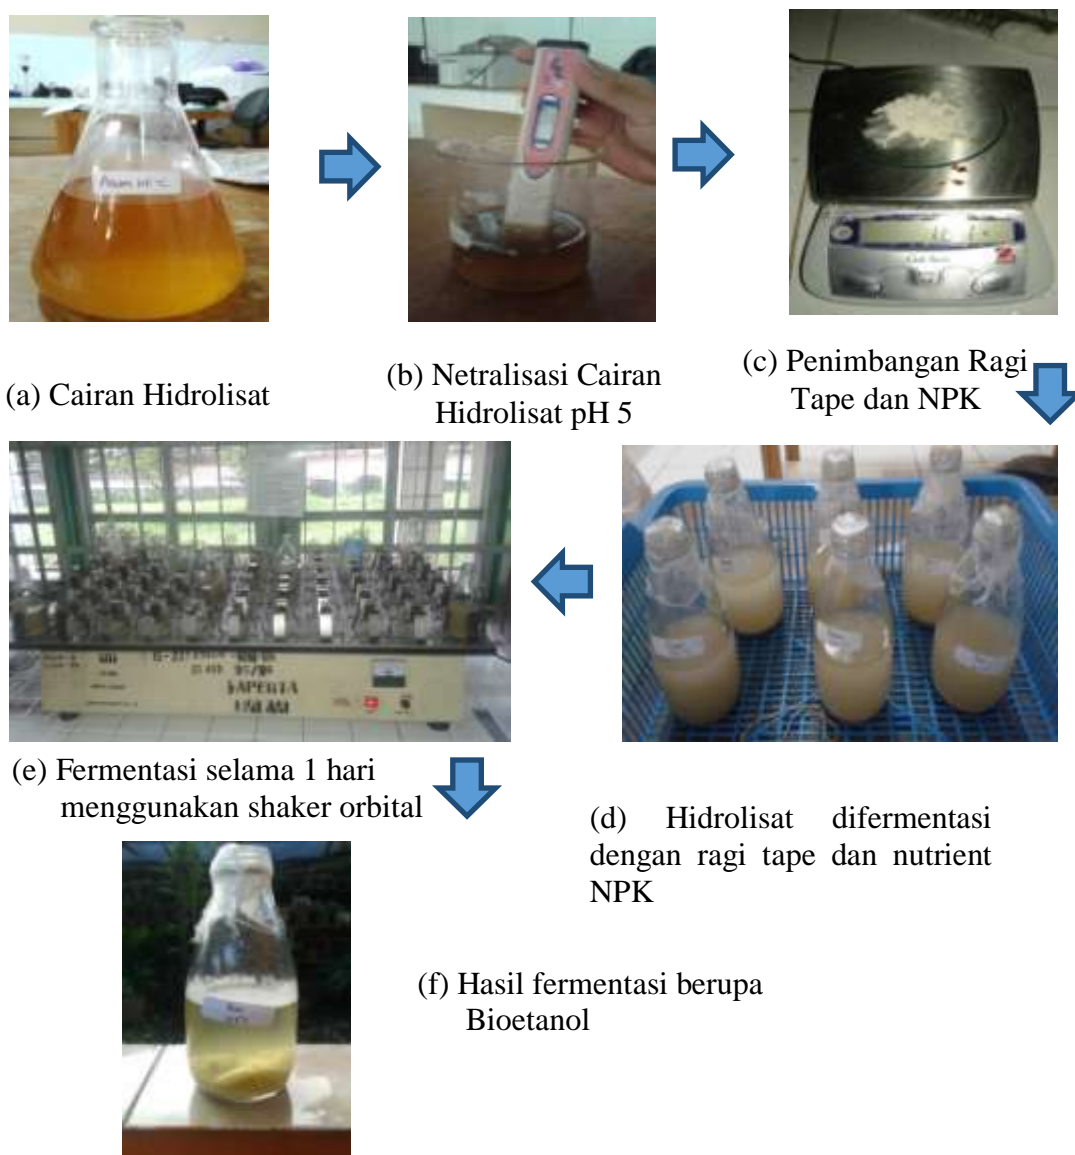 (a) Cairan Hidrolisat
(b) Netralisasi Cairan
Hidrolisat pH 5
(c) Penimbangan Ragi
Tape dan NPK
(e) Fermentasi selama 1 hari
menggunakan shaker orbital
(d) Hidrolisat difermentasi
dengan ragi tape dan nutrient
NPK
(f) Hasil fermentasi berupa
Bioetanol